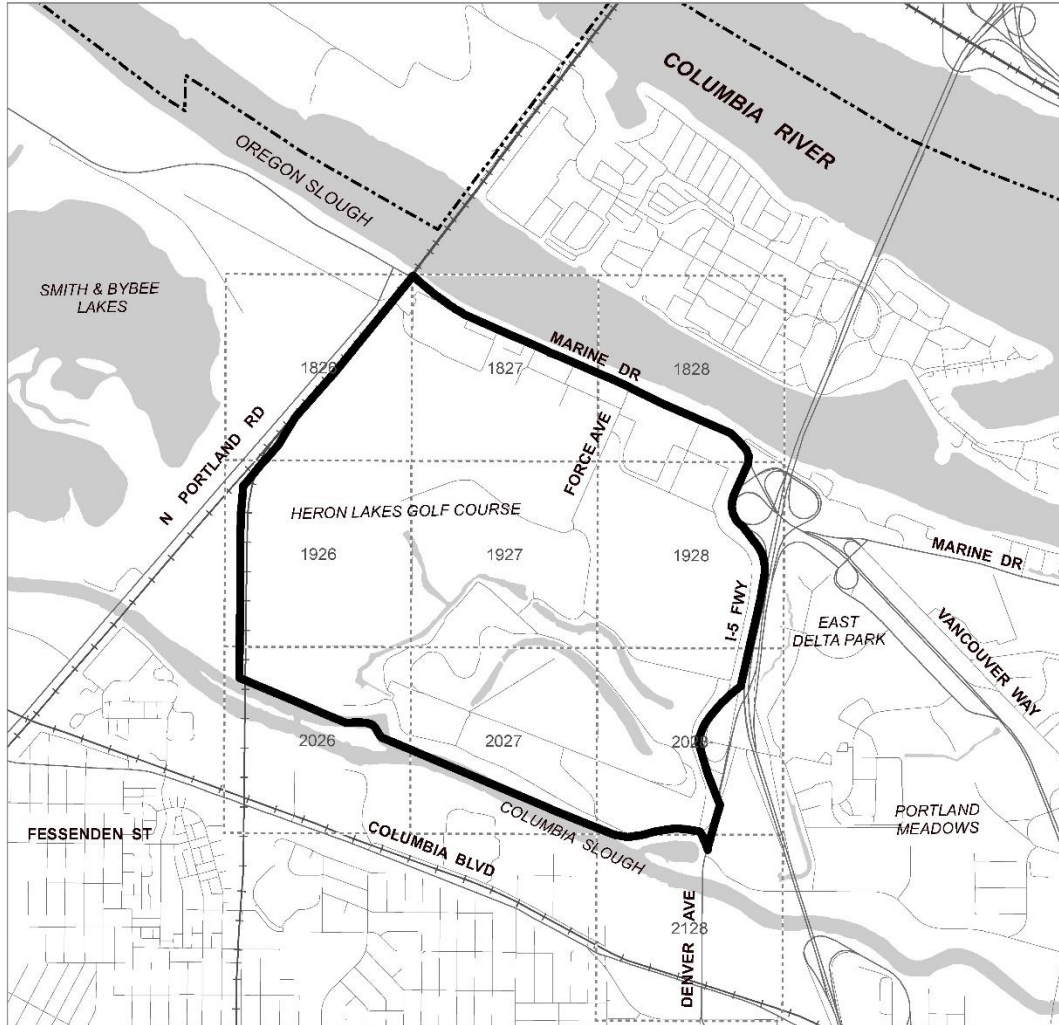 COLUMBIA RIVER
OREGON SLOUGH
SMITH & BYBEE
LAKES
MARINE DR
1826
1827
1828
N PORTLAND RD
FORCE AVE
HERON LAKES GOLF COURSE
1926
1927
1928
MARINE DR
I-5 FWY
EAST
DELTA PARK
VANCOUVER WAY
2026
2027
2028
PORTLAND
MEADOWS
FESSENDEN ST
COLUMBIA BLVD
COLUMBIA SLOUGH
DENVER AVE
2128